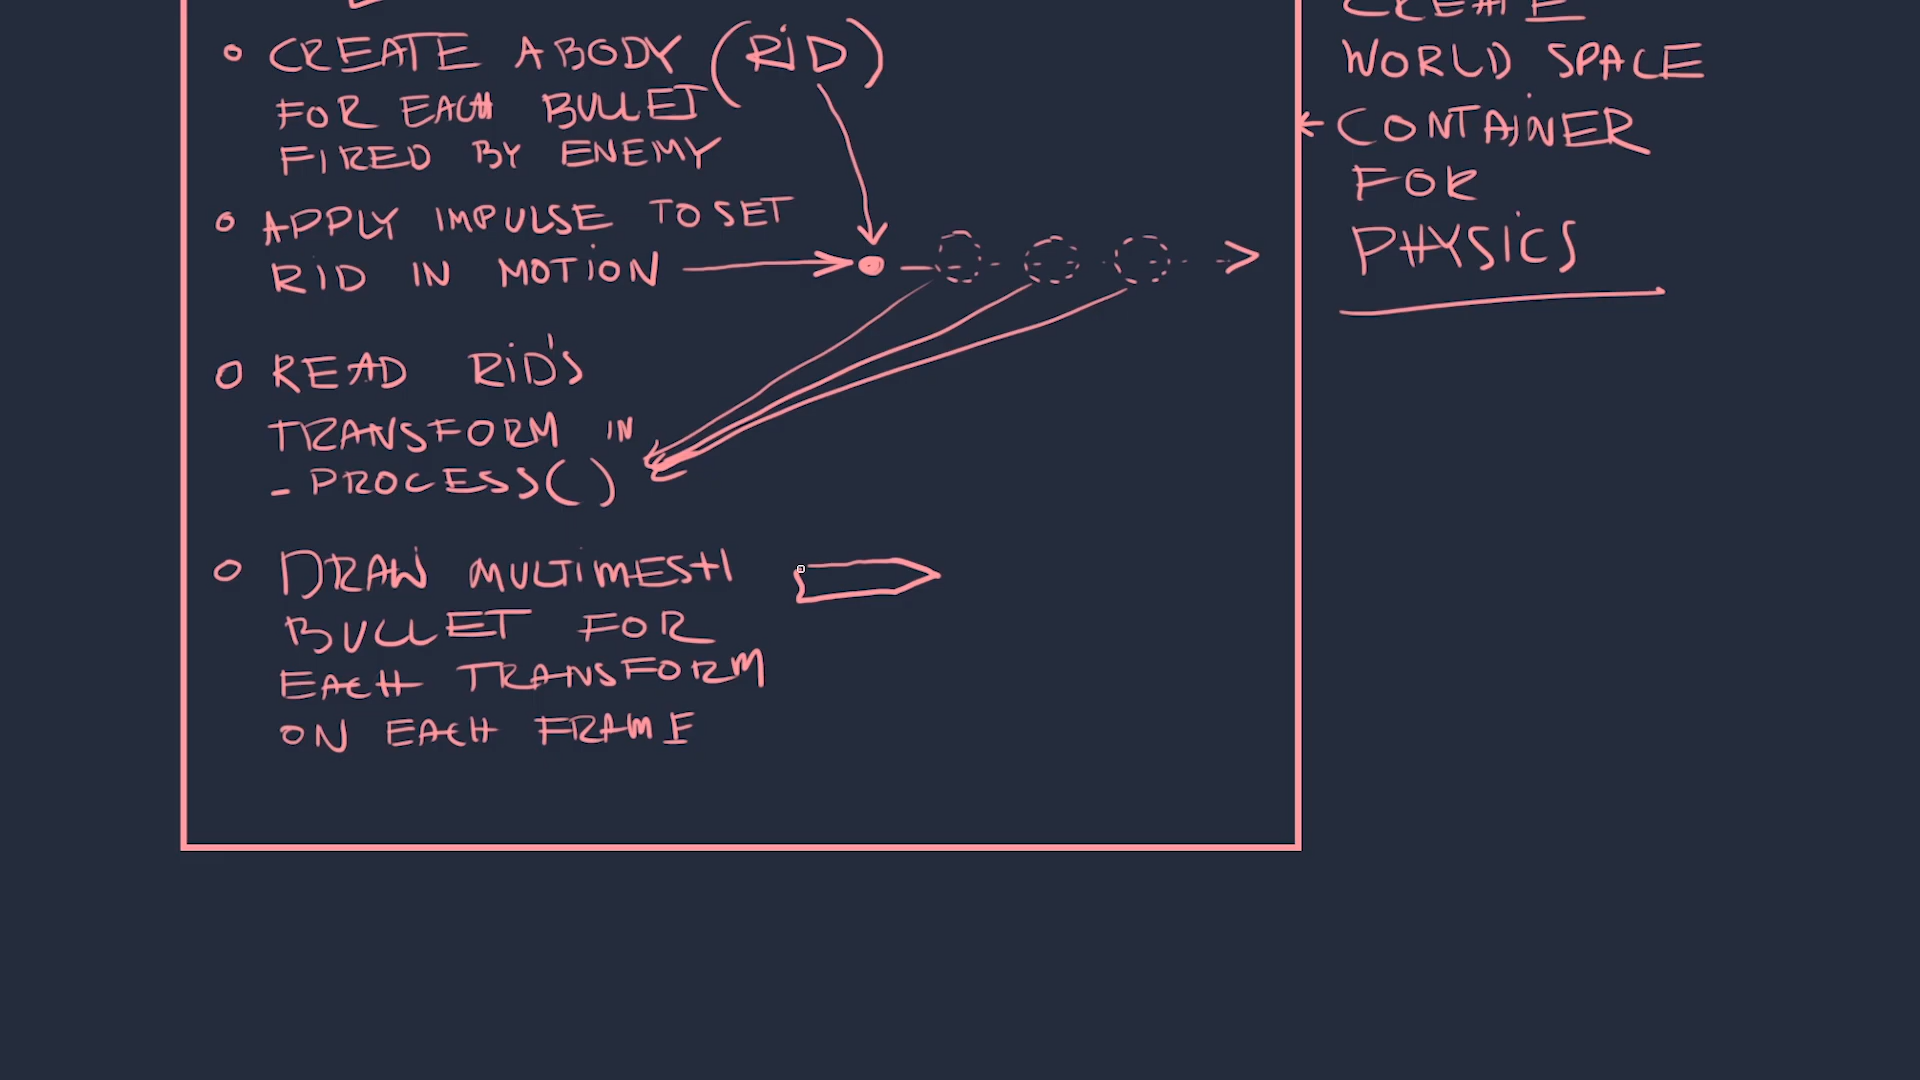 CREATE A BODY (RiD)
FOR EACH BULLET
FIRED BY ENEMY
APPLY IMPULSE TO SET
RID IN MOTiON
READ RiD's
TRANSFORM IN
_PROCESS()
DRAW MULTiMESH
BULLET FOR
EACH TRANSFORM
ON EACH FRAME
CREATE
WORLD SPACE
CONTAiNER
FOR
PHYSiCS